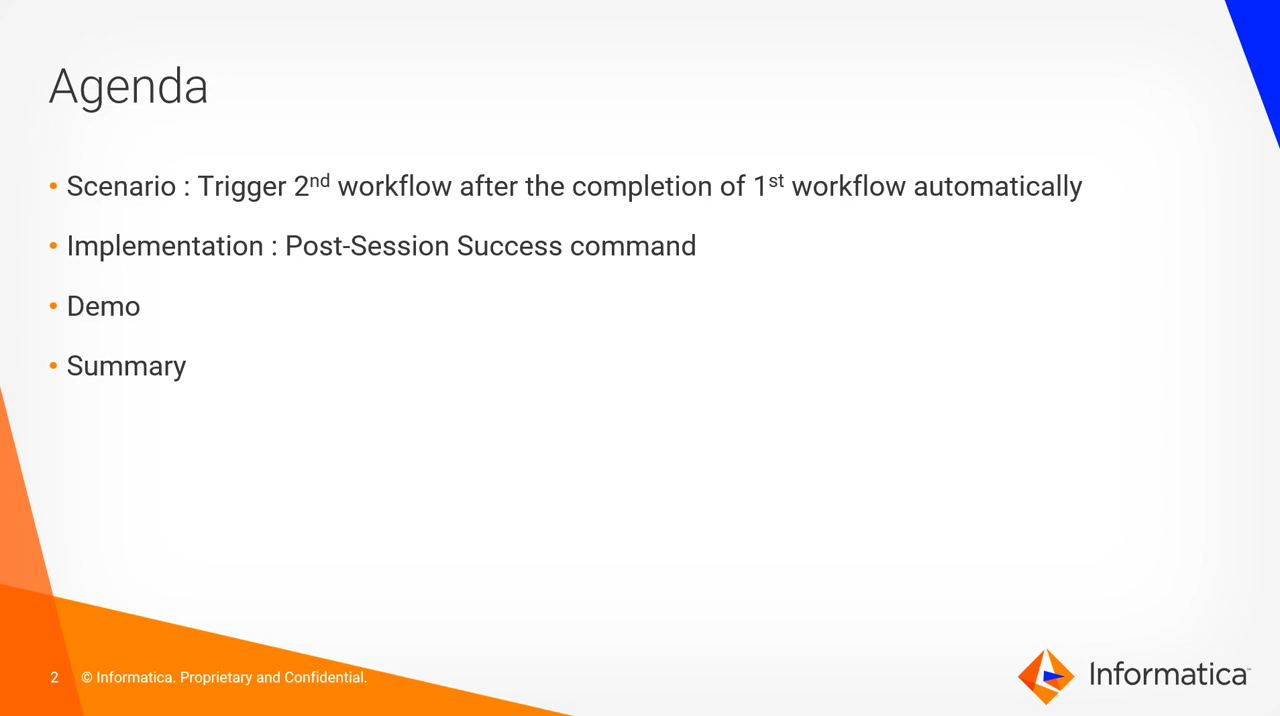 Agenda
• Scenario : Trigger 2nd workflow after the completion of 1st workflow automatically
• Implementation : Post-Session Success command
• Demo
• Summary
2 © Informatica. Proprietary and Confidential.
Informatica™